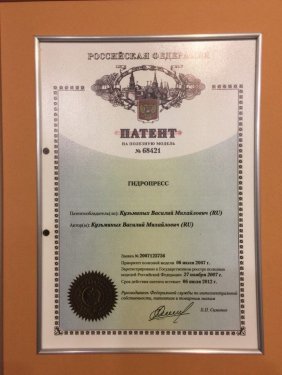 РОССИЙСКАЯ ФЕДЕРАЦИЯ
ПАТЕНТ
НА ПОЛЕЗНУЮ МОДЕЛЬ
№ 68421
ГИДРОПРЕСС
Патентообладатель(ли): Кузьминых Василий Михайлович (RU)
Автор(ы): Кузьминых Василий Михайлович (RU)
Заявка № 2007125736
Приоритет полезной модели 06 июля 2007 г.
Зарегистрировано в Государственном реестре полезных
моделей Российской Федерации 27 ноября 2007 г.
Срок действия патента истекает 06 июля 2012 г.
Руководитель Федеральной службы по интеллектуальной
собственности, патентам и товарным знакам
Б.П. Симонов